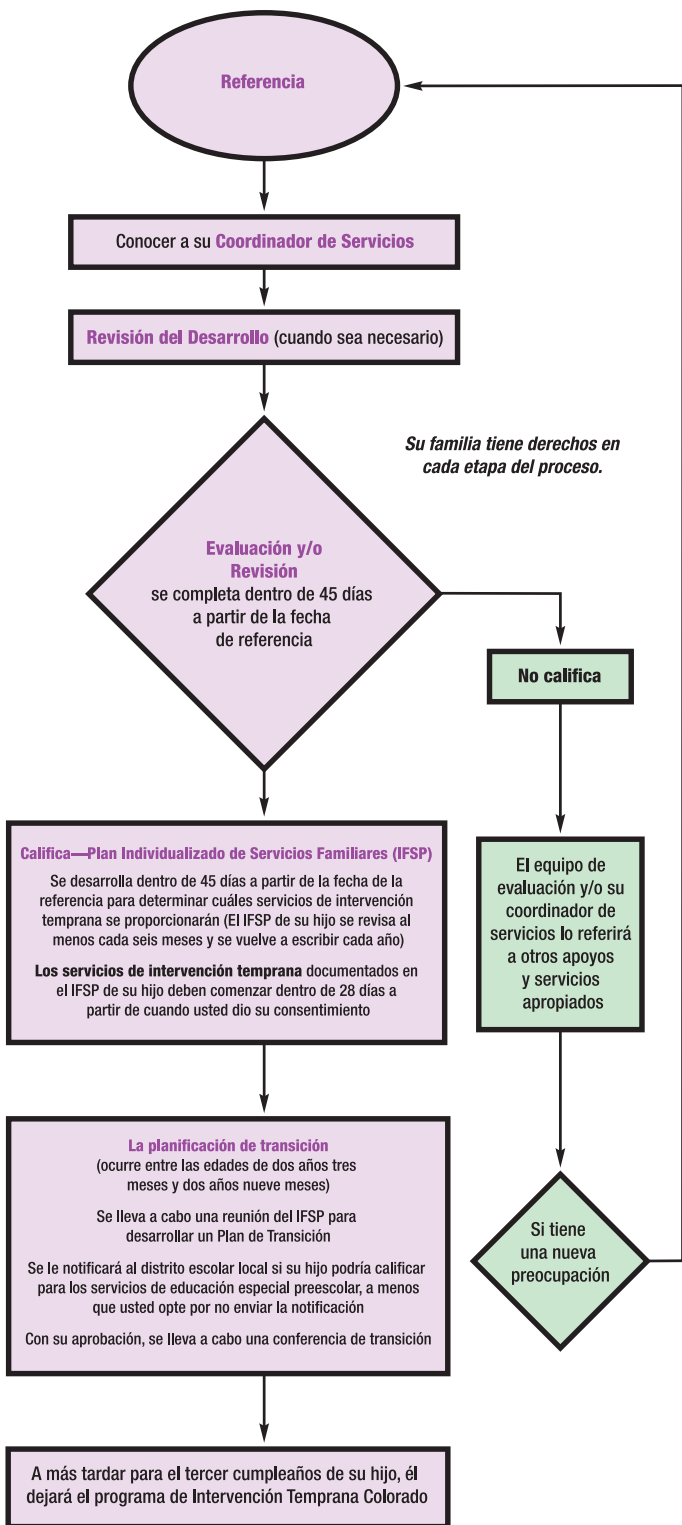 Referencia
Conocer a su Coordinador de Servicios
Revisión del Desarrollo (cuando sea necesario)
Su familia tiene derechos en
cada etapa del proceso.
Evaluación y/o
Revisión
se completa dentro de 45 días
a partir de la fecha
de referencia
No califica
Califica—Plan Individualizado de Servicios Familiares (IFSP)
Se desarrolla dentro de 45 días a partir de la fecha de la
referencia para determinar cuáles servicios de intervención
temprana se proporcionarán (El IFSP de su hijo se revisa al
menos cada seis meses y se vuelve a escribir cada año)
Los servicios de intervención temprana documentados en
el IFSP de su hijo deben comenzar dentro de 28 días a
partir de cuando usted dio su consentimiento
El equipo de
evaluación y/o su
coordinador de
servicios lo referirá
a otros apoyos
y servicios
apropiados
La planificación de transición
(ocurre entre las edades de dos años tres
meses y dos años nueve meses)
Se lleva a cabo una reunión del IFSP para
desarrollar un Plan de Transición
Se le notificará al distrito escolar local si su hijo podría calificar
para los servicios de educación especial preescolar, a menos
que usted opte por no enviar la notificación
Con su aprobación, se lleva a cabo una conferencia de transición
Si tiene
una nueva
preocupación
A más tardar para el tercer cumpleaños de su hijo, él
dejará el programa de Intervención Temprana Colorado